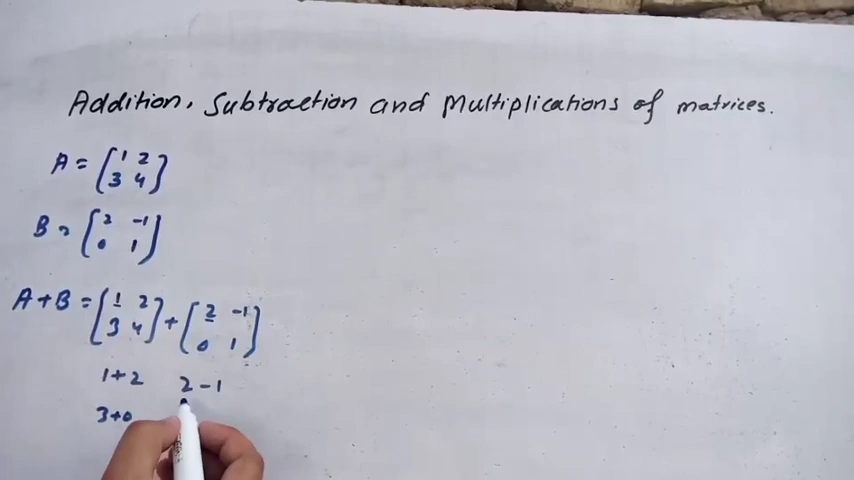 Addition, Subtraction and Multiplications of matrices.
A = [1 2
3 4]
B = [2 -1
0 1]
A+B = [1 2 + [2 -1
3 4] 0 1]
1+2 2-1
3+0